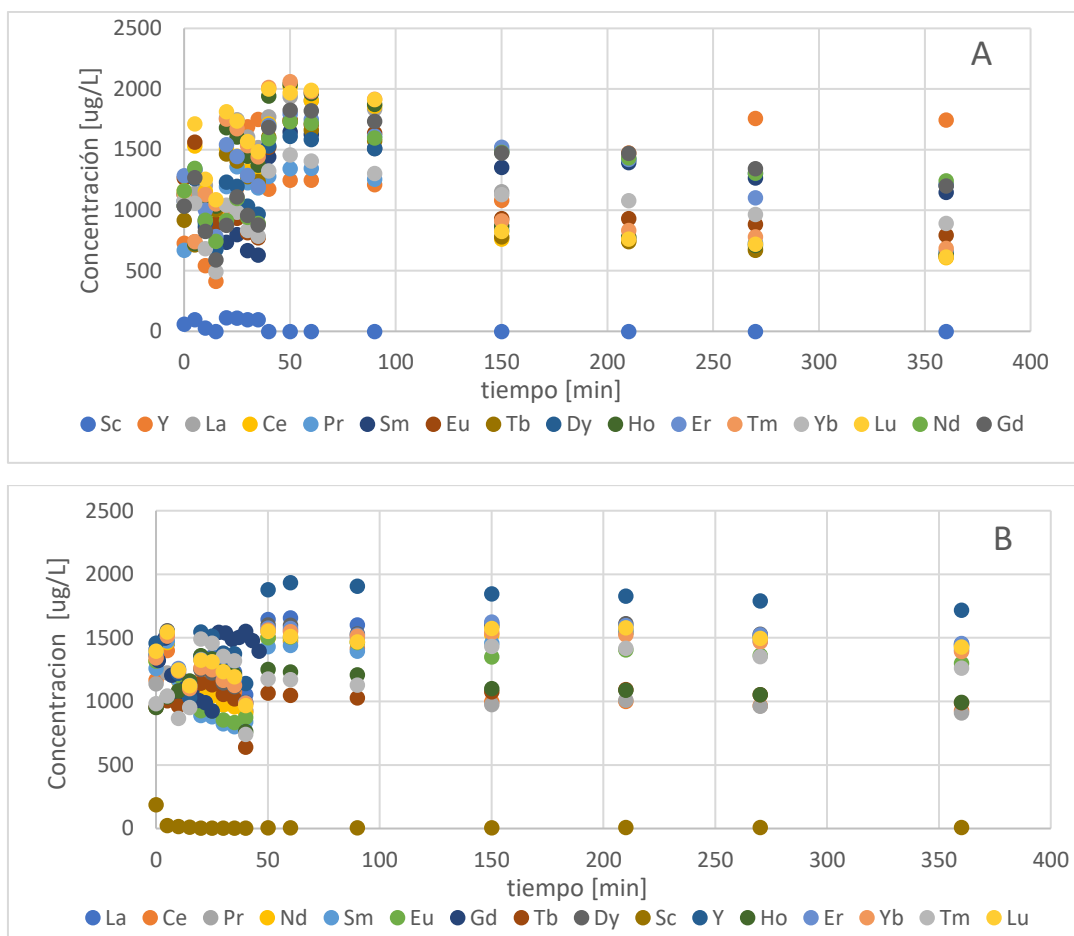 A
2500
2000
1500
1000
500
0
Concentración [ug/L]
0 50 100 150 200 250 300 350 400
tiempo [min]
Sc Y La Ce Pr Sm Eu Tb Dy Ho Er Tm Yb Lu Nd Gd
B
2500
2000
1500
1000
500
0
Concentracion [ug/L]
0 50 100 150 200 250 300 350 400
tiempo [min]
La Ce Pr Nd Sm Eu Gd Tb Dy Sc Y Ho Er Yb Tm Lu